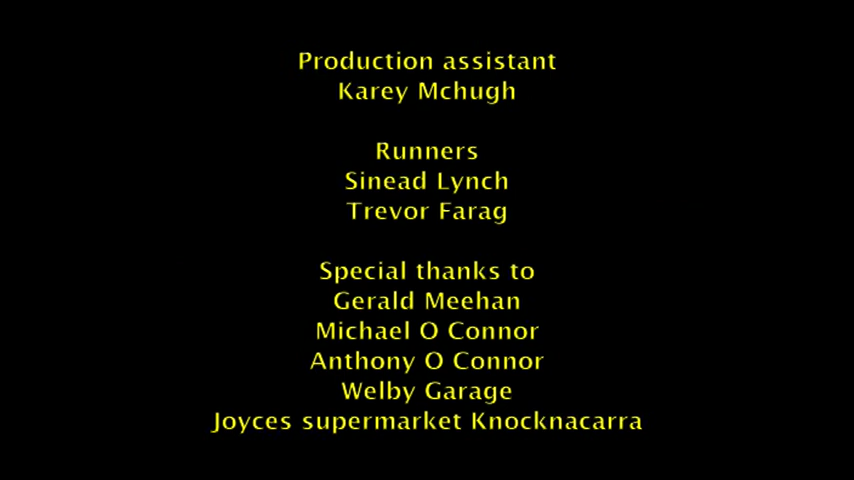 Production assistant
Karey Mchugh
Runners
Sinead Lynch
Trevor Farag
Special thanks to
Gerald Meehan
Michael O Connor
Anthony O Connor
Welby Garage
Joyces supermarket Knocknacarra